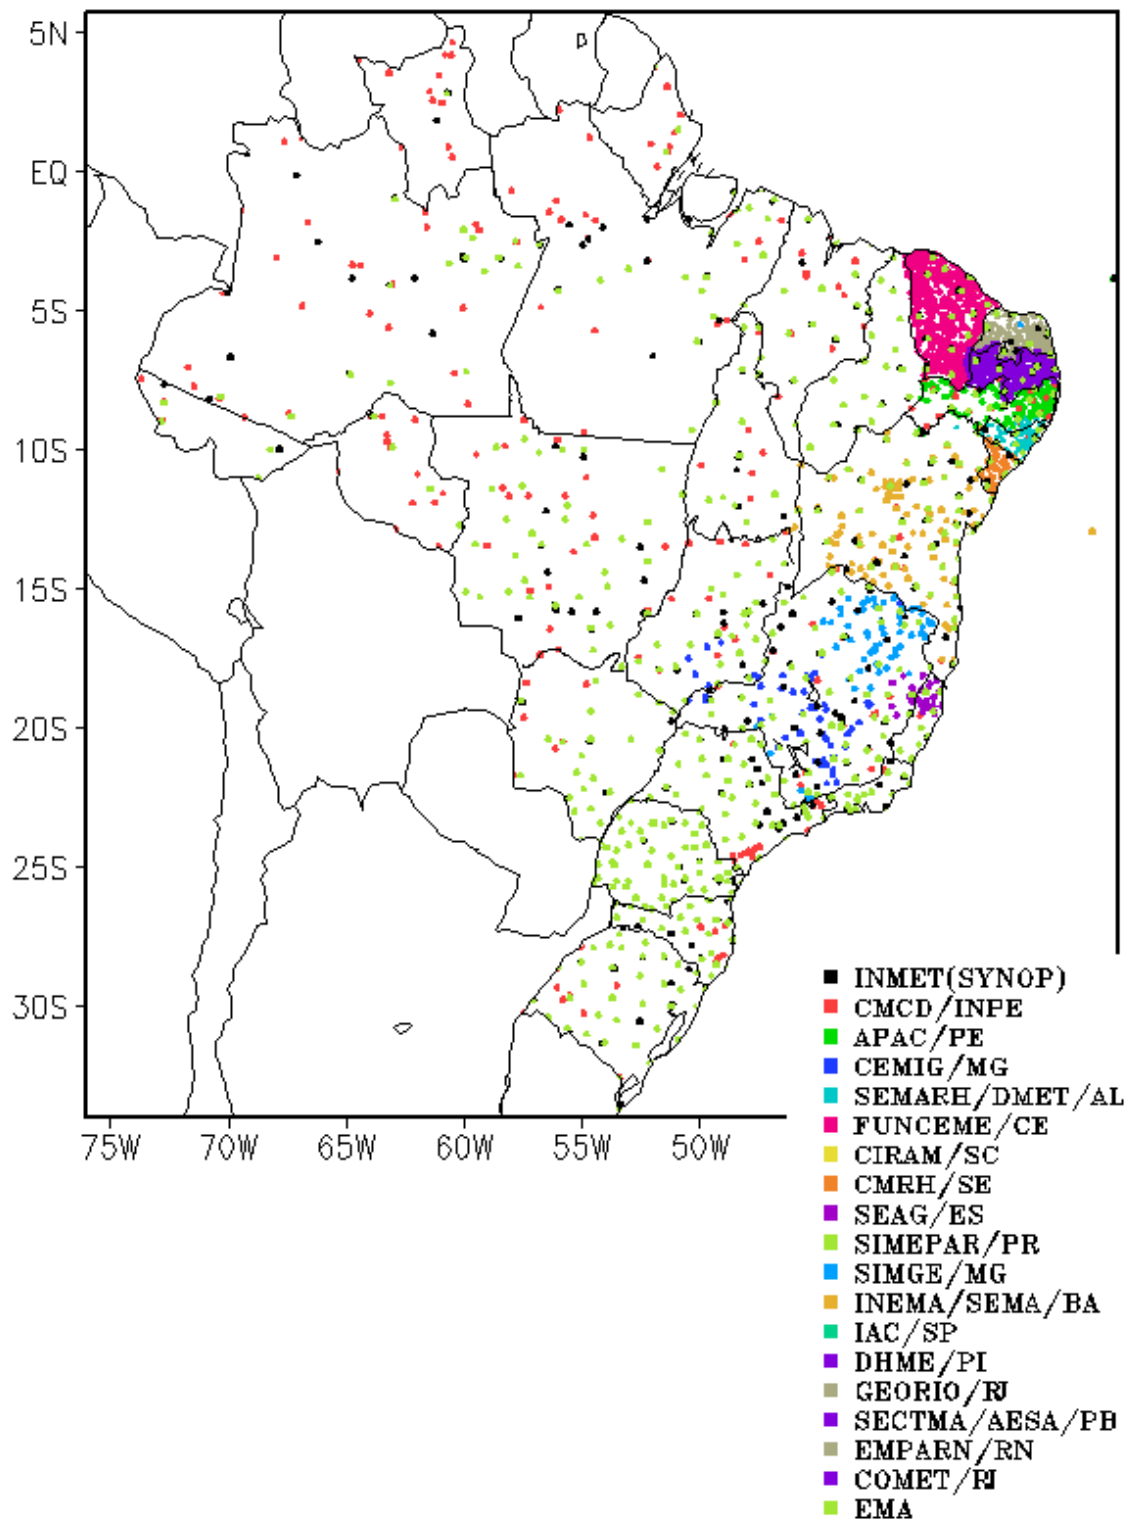 5N
EQ
5S
10S
15S
20S
25S
30S
75W 70W 65W 60W 55W 50W
INMET(SYNOP)
CMCD/INPE
APAC/PE
CEMIG/MG
SEMARH/DMET/AL
FUNCEME/CE
CIRAM/SC
CMRH/SE
SEAG/ES
SIMEPAR/PR
SIMGE/MG
INEMA/SEMA/BA
IAC/SP
DHME/PI
GEORIO/RJ
SECTMA/AESA/PB
EMPARN/RN
COMET/RJ
EMA